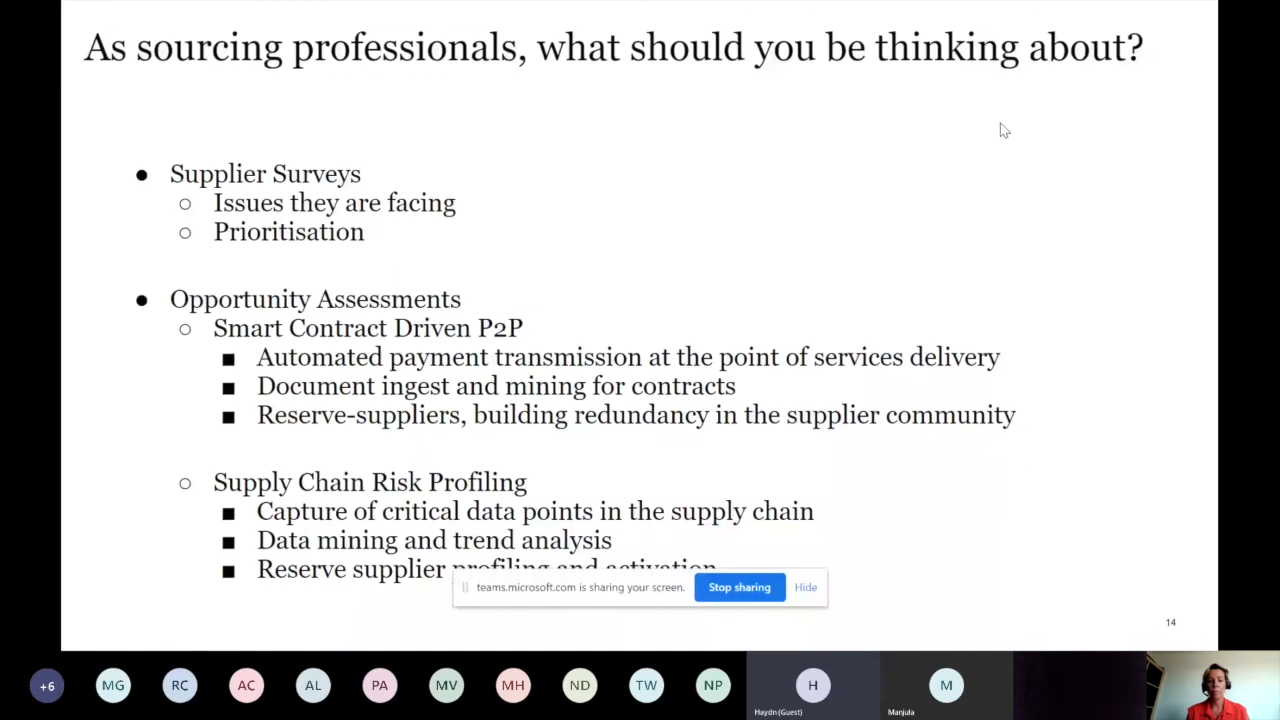 As sourcing professionals, what should you be thinking about?
● Supplier Surveys
○ Issues they are facing
○ Prioritisation
● Opportunity Assessments
○ Smart Contract Driven P2P
■ Automated payment transmission at the point of services delivery
■ Document ingest and mining for contracts
■ Reserve-suppliers, building redundancy in the supplier community
○ Supply Chain Risk Profiling
■ Capture of critical data points in the supply chain
■ Data mining and trend analysis
■ Reserve supplier profiling and activation
teams.microsoft.com is sharing your screen. Stop sharing Hide
14
+6 MG RC AC AL PA MV MH ND TW NP H M
Haydn (Guest) Manjula